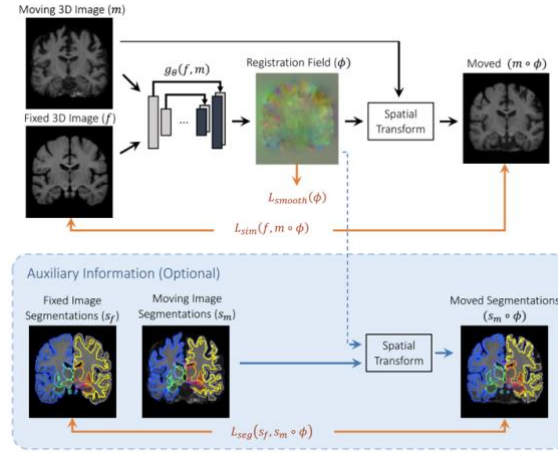 Moving 3D Image (m)
g_θ(f, m)
Registration Field (ϕ)
Moved (m ∘ ϕ)
Fixed 3D Image (f)
...
Spatial
Transform
L_smooth(ϕ)
L_sim(f, m ∘ ϕ)
Auxiliary Information (Optional)
Fixed Image
Segmentations (s_f)
Moving Image
Segmentations (s_m)
Spatial
Transform
Moved Segmentations
(s_m ∘ ϕ)
L_seg(s_f, s_m ∘ ϕ)